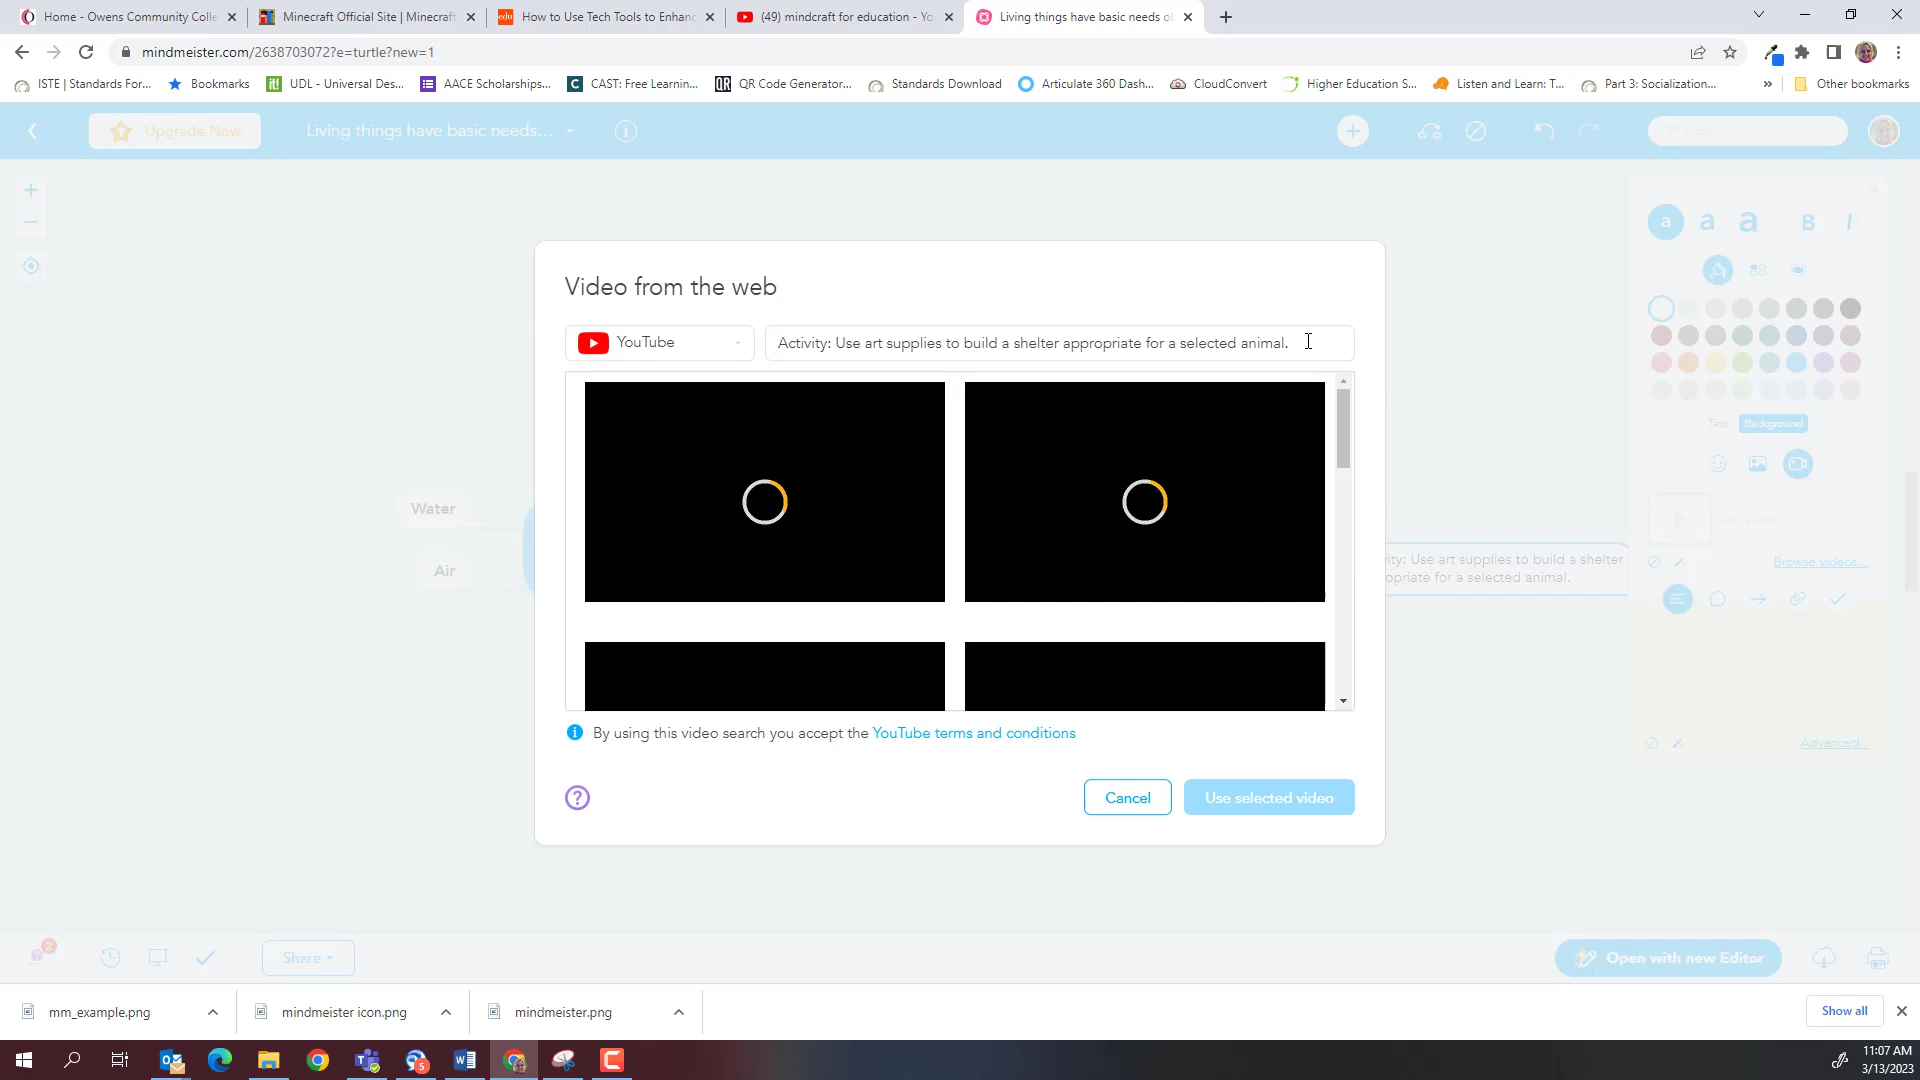 Home - Owens Community Colle
Minecraft Official Site | Minecraft
How to Use Tech Tools to Enhanc
(49) mindcraft for education - Yo
Living things have basic needs o
mindmeister.com/2638703072?e=turtle?new=1
ISTE | Standards For...
Bookmarks
UDL - Universal Des...
AACE Scholarships...
CAST: Free Learnin...
QR Code Generator...
Standards Download
Articulate 360 Dash...
CloudConvert
Higher Education S...
Listen and Learn: T...
Part 3: Socialization...
»
Other bookmarks
Upgrade Now
Living things have basic needs...
a a a B I
Video from the web
YouTube
Activity: Use art supplies to build a shelter appropriate for a selected animal.
Text
Background
Water
Air
vity: Use art supplies to build a shelter
opriate for a selected animal.
Browse videos...
By using this video search you accept the YouTube terms and conditions
Advanced...
?
Cancel
Use selected video
2
Share
Open with new Editor
mm_example.png
mindmeister icon.png
mindmeister.png
Show all
5
11:07 AM
3/13/2023